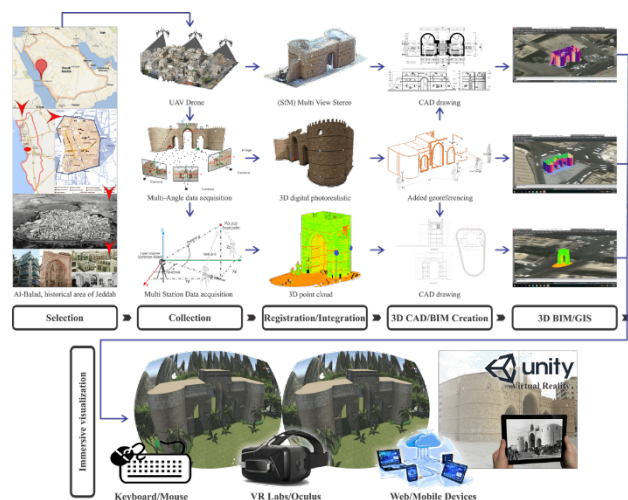 UAV Drone
(SfM) Multi View Stereo
CAD drawing
Multi-Angle data acquisition
3D digital photorealistic
Added georeferencing
Al-Balad, historical area of Jeddah
Multi Station Data acquisition
3D point cloud
CAD drawing
Selection
Collection
Registration/Integration
3D CAD/BIM Creation
3D BIM/GIS
Immersive visualization
unity
Virtual Reality
Keyboard/Mouse
VR Labs/Oculus
Web/Mobile Devices